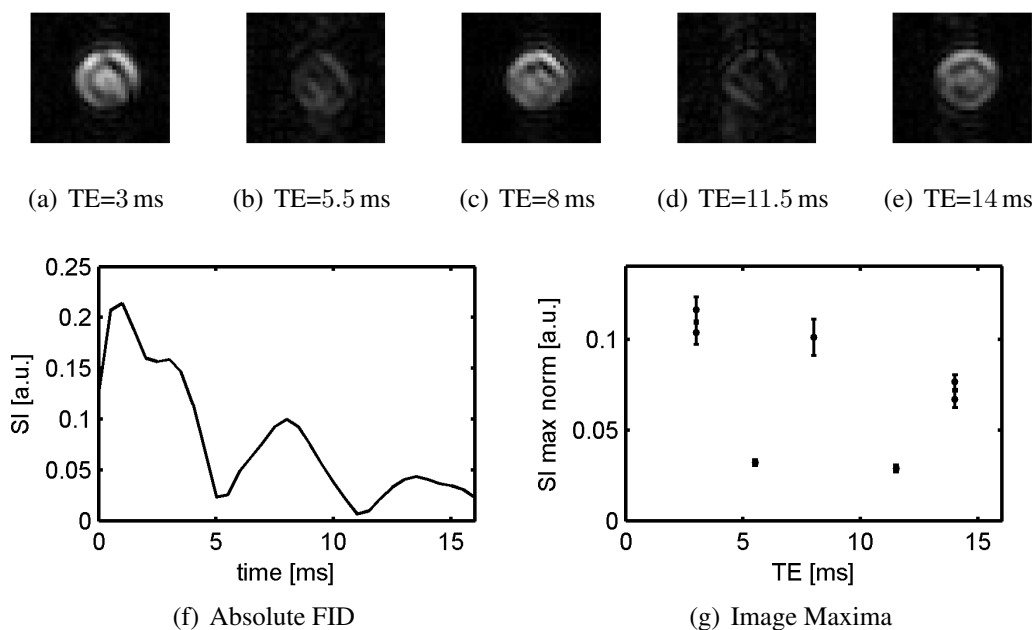 (a) TE=3 ms
(b) TE=5.5 ms
(c) TE=8 ms
(d) TE=11.5 ms
(e) TE=14 ms
0.25
0.2
0.15
0.1
0.05
0
SI [a.u.]
0 5 10 15
time [ms]
(f) Absolute FID
0.1
0.05
0
SI max norm [a.u.]
0 5 10 15
TE [ms]
(g) Image Maxima